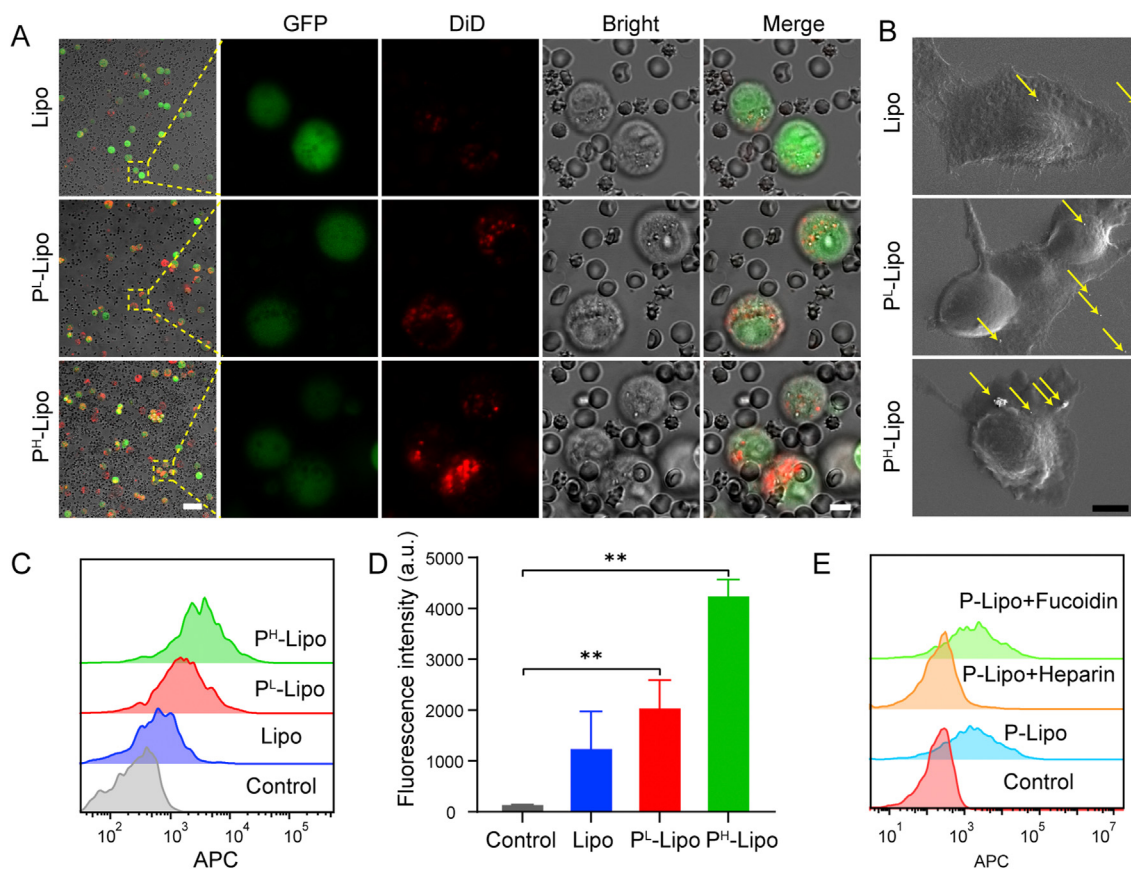 A
GFP
DiD
Bright
Merge
B
Lipo
Lipo
Pᴸ-Lipo
Pᴸ-Lipo
Pᴴ-Lipo
Pᴴ-Lipo
C
Pᴴ-Lipo
Pᴸ-Lipo
Lipo
Control
10²
10³
10⁴
10⁵
APC
D
Fluorescence intensity (a.u.)
5000
4000
3000
2000
1000
0
**
**
Control
Lipo
Pᴸ-Lipo
Pᴴ-Lipo
E
P-Lipo+Fucoidin
P-Lipo+Heparin
P-Lipo
Control
10¹
10³
10⁵
10⁷
APC